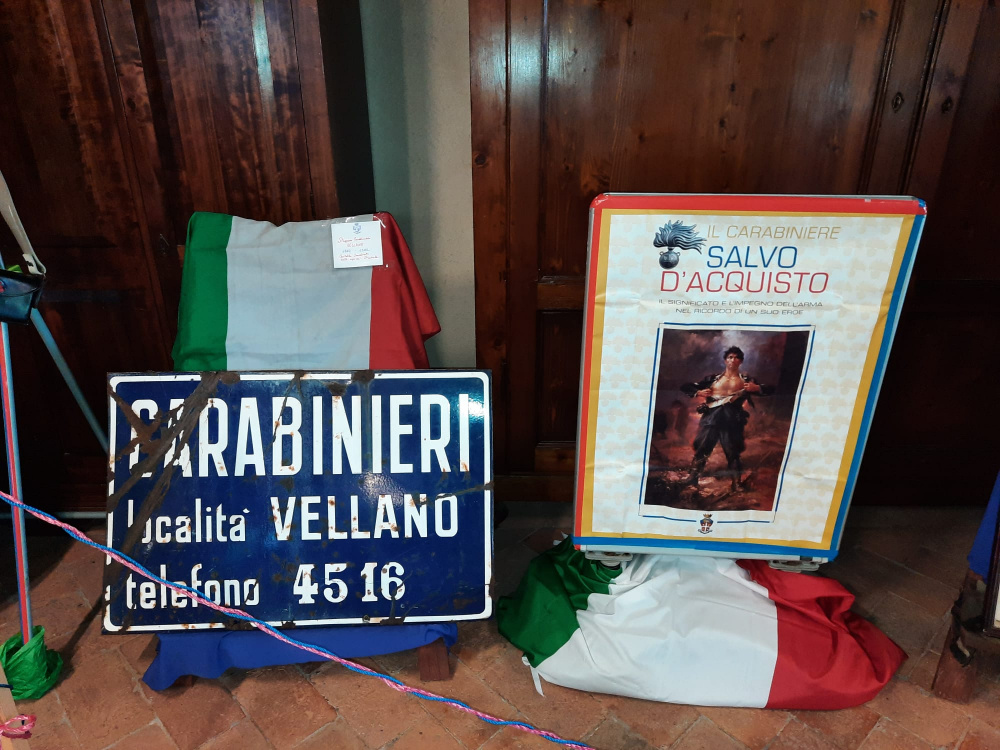 VELLANO
CARABINIERI
località VELLANO
telefono 4516
IL CARABINIERE
SALVO
D'ACQUISTO
IL SIGNIFICATO E L'IMPEGNO DELL'ARMA
NEL RICORDO DI UN SUO EROE